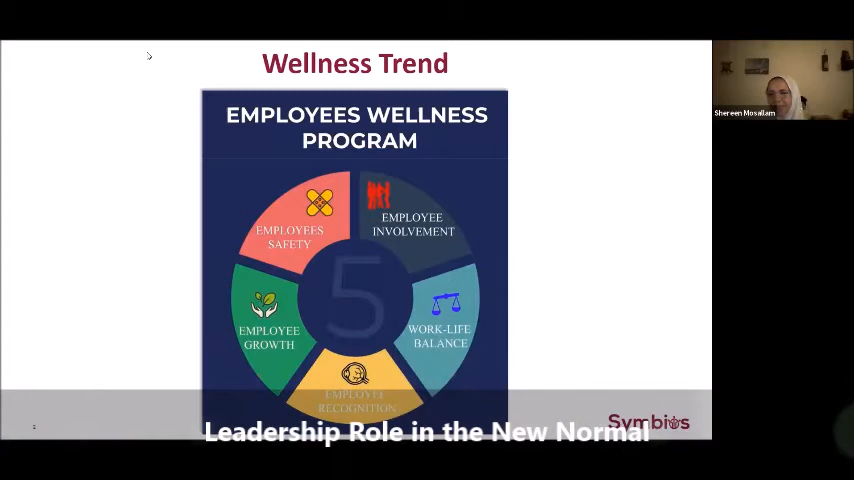 Wellness Trend
EMPLOYEES WELLNESS
PROGRAM
EMPLOYEES
SAFETY
EMPLOYEE
INVOLVEMENT
5
EMPLOYEE
GROWTH
WORK-LIFE
BALANCE
EMPLOYEE
RECOGNITION
Symbios
Leadership Role in the New Normal
Shereen Mosallam